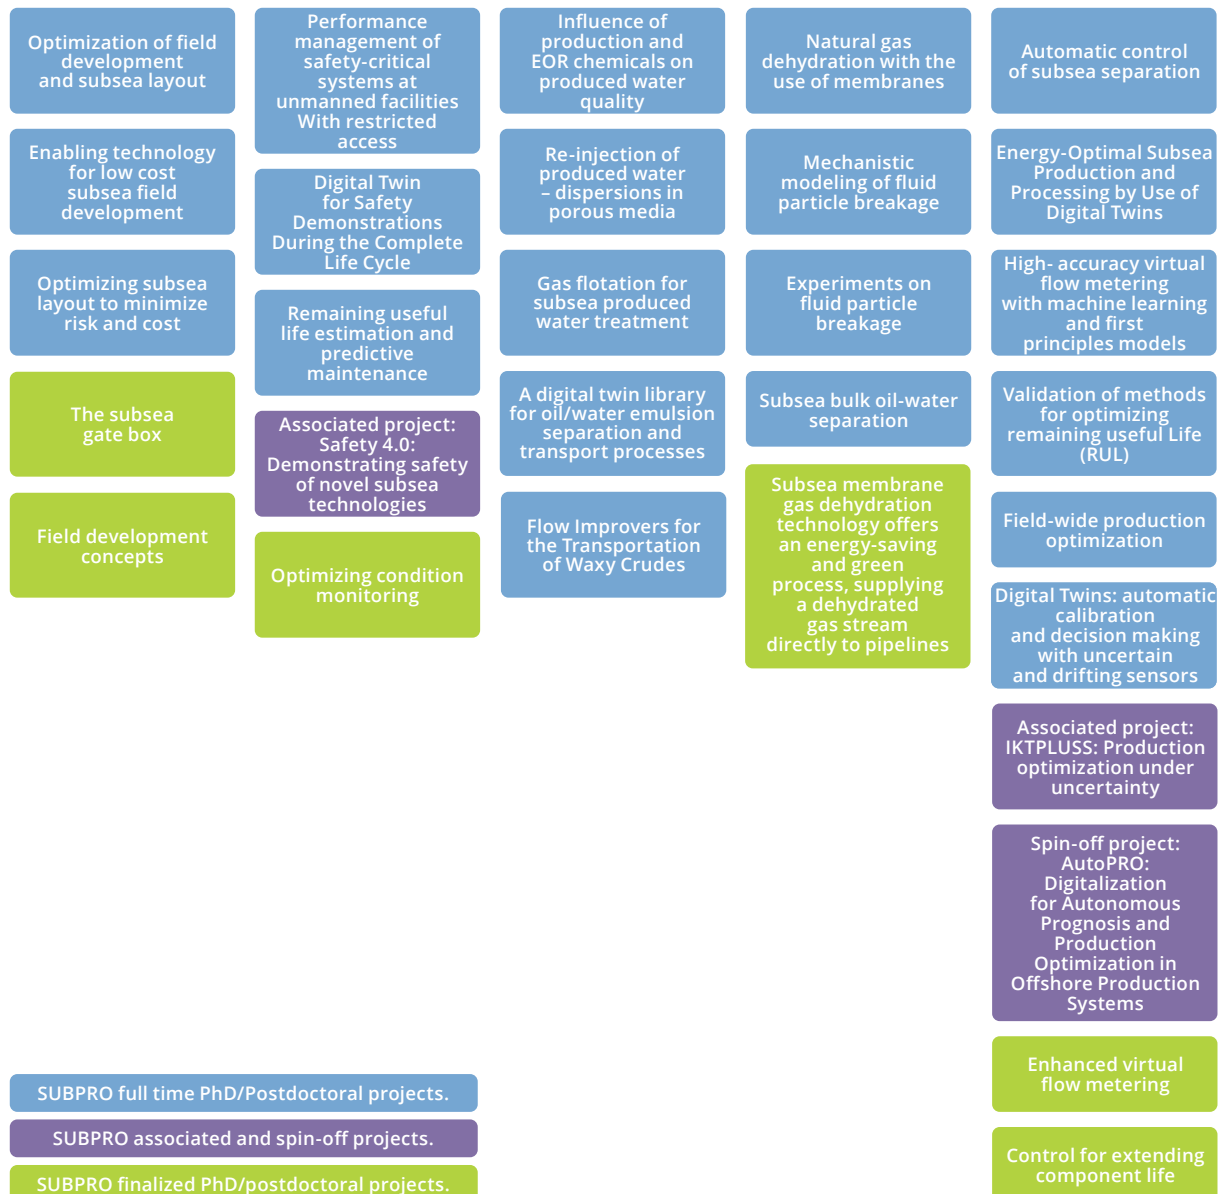 Optimization of field
development
and subsea layout
Enabling technology
for low cost
subsea field
development
Optimizing subsea
layout to minimize
risk and cost
The subsea
gate box
Field development
concepts
Performance
management of
safety-critical
systems at
unmanned facilities
With restricted
access
Digital Twin
for Safety
Demonstrations
During the Complete
Life Cycle
Remaining useful
life estimation and
predictive
maintenance
Associated project:
Safety 4.0:
Demonstrating safety
of novel subsea
technologies
Optimizing condition
monitoring
Influence of
production and
EOR chemicals on
produced water
quality
Re-injection of
produced water
– dispersions in
porous media
Gas flotation for
subsea produced
water treatment
A digital twin library
for oil/water emulsion
separation and
transport processes
Flow Improvers for
the Transportation
of Waxy Crudes
Natural gas
dehydration with the
use of membranes
Mechanistic
modeling of fluid
particle breakage
Experiments on
fluid particle
breakage
Subsea bulk oil-water
separation
Subsea membrane
gas dehydration
technology offers
an energy-saving
and green
process, supplying
a dehydrated
gas stream
directly to pipelines
Automatic control
of subsea separation
Energy-Optimal Subsea
Production and
Processing by Use of
Digital Twins
High- accuracy virtual
flow metering
with machine learning
and first
principles models
Validation of methods
for optimizing
remaining useful Life
(RUL)
Field-wide production
optimization
Digital Twins: automatic
calibration
and decision making
with uncertain
and drifting sensors
Associated project:
IKTPLUSS: Production
optimization under
uncertainty
Spin-off project:
AutoPRO:
Digitalization
for Autonomous
Prognosis and
Production
Optimization in
Offshore Production
Systems
Enhanced virtual
flow metering
Control for extending
component life
SUBPRO full time PhD/Postdoctoral projects.
SUBPRO associated and spin-off projects.
SUBPRO finalized PhD/postdoctoral projects.